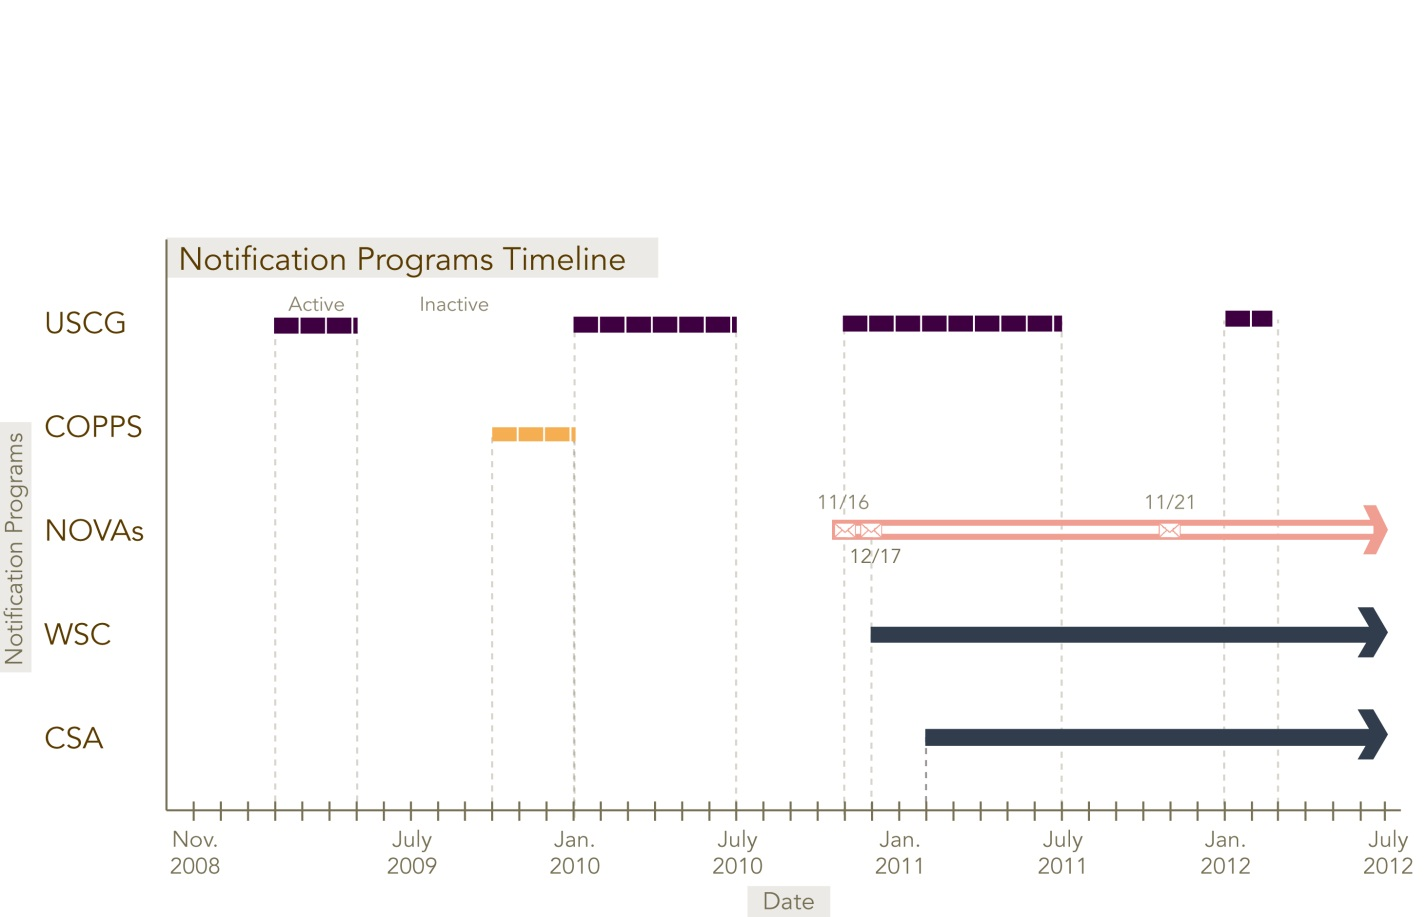 Notification Programs Timeline
Active
Inactive
USCG
COPPS
11/16
11/21
NOVAs
12/17
WSC
CSA
Notification Programs
Nov.
2008
July
2009
Jan.
2010
July
2010
Jan.
2011
July
2011
Jan.
2012
July
2012
Date